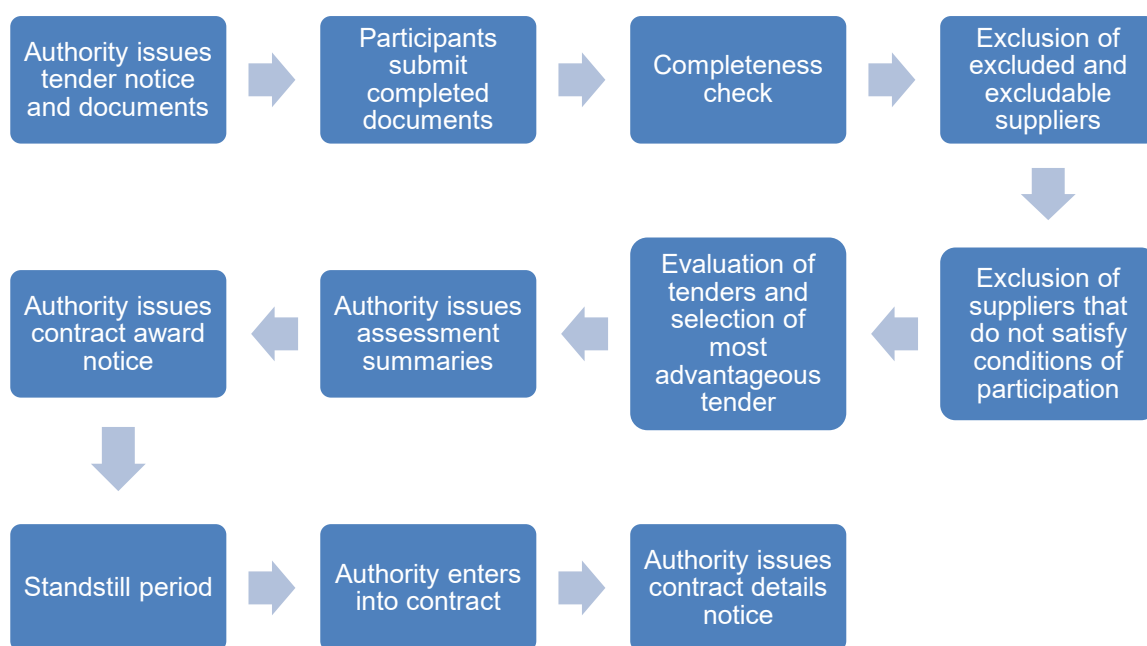 Authority issues
tender notice
and documents
Participants
submit
completed
documents
Completeness
check
Exclusion of
excluded and
excludable
suppliers
Exclusion of
suppliers that
do not satisfy
conditions of
participation
Evaluation of
tenders and
selection of
most
advantageous
tender
Authority issues
assessment
summaries
Authority issues
contract award
notice
Standstill period
Authority enters
into contract
Authority issues
contract details
notice